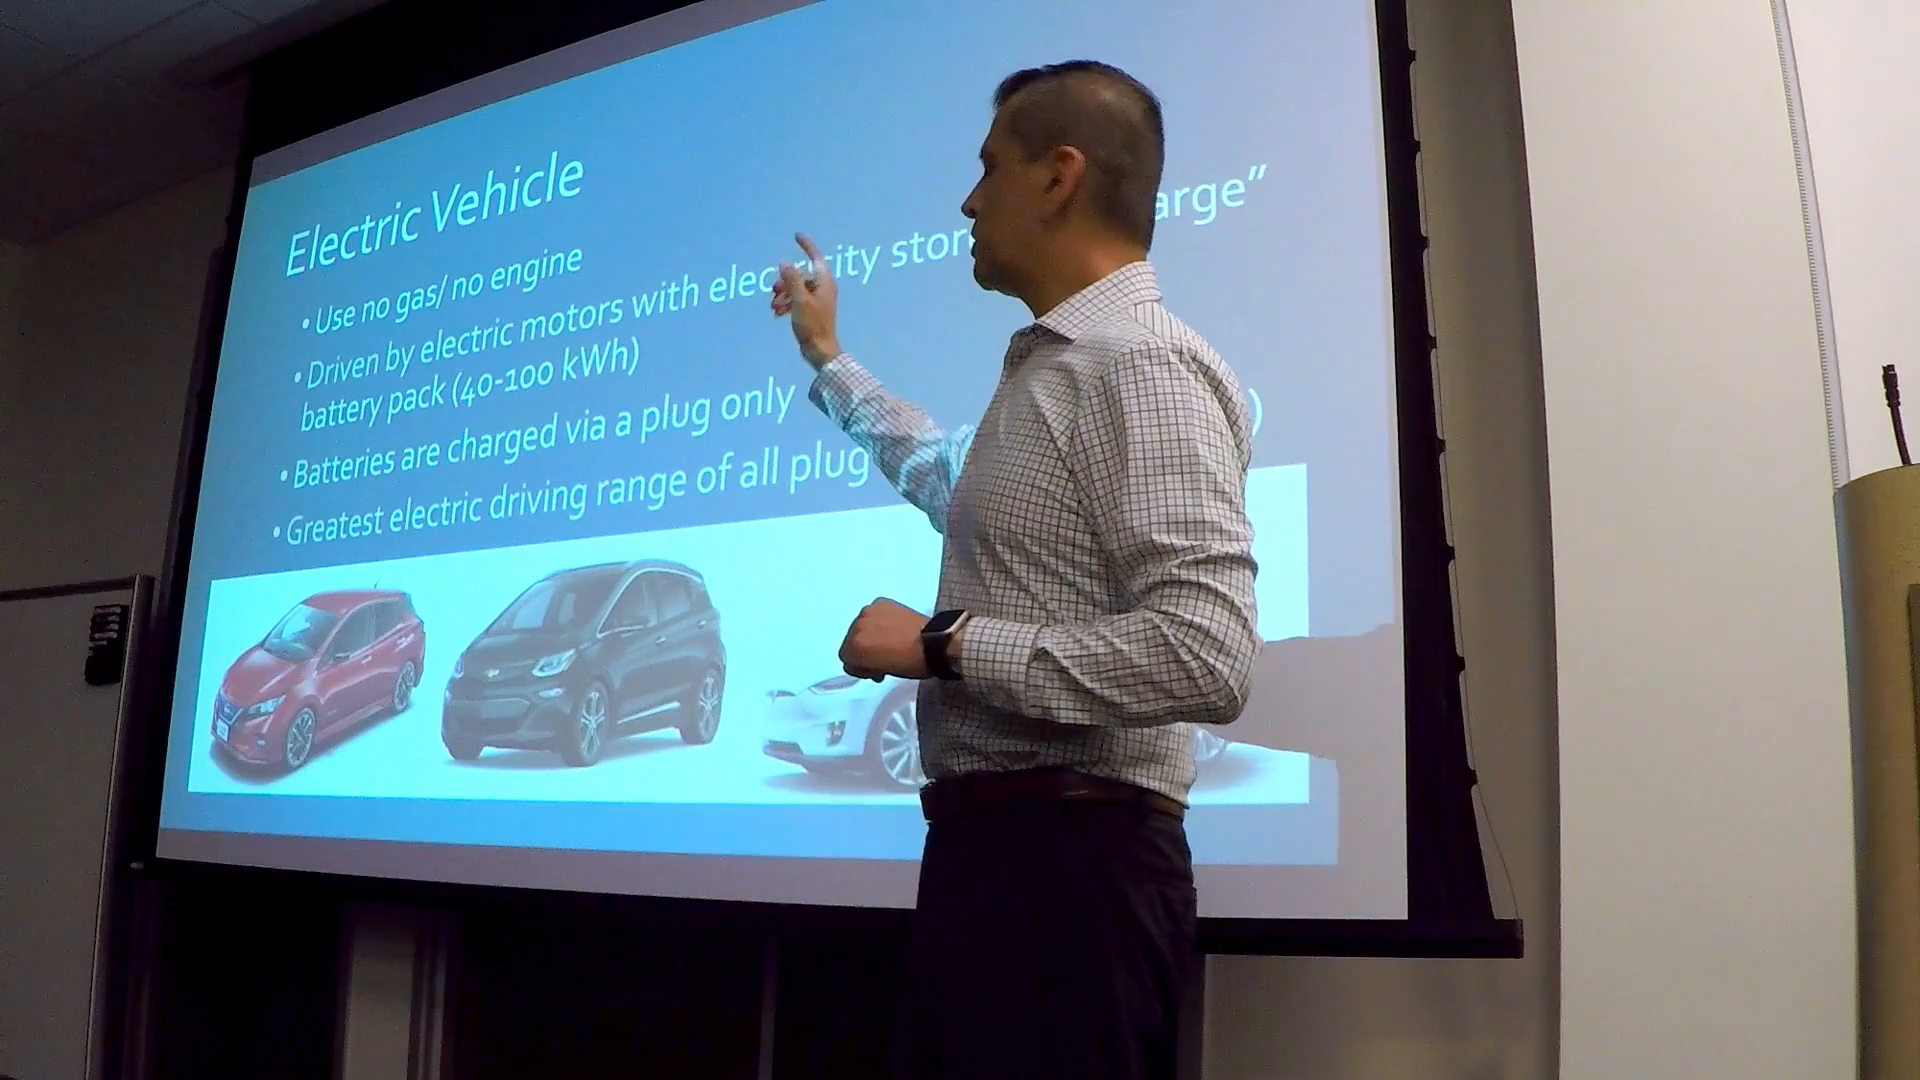 Electric Vehicle
• Use no gas/ no engine
• Driven by electric motors with electricity arge”
battery pack (40-100 kWh)
• Batteries are charged via a plug only )
• Greatest electric driving range of all plug